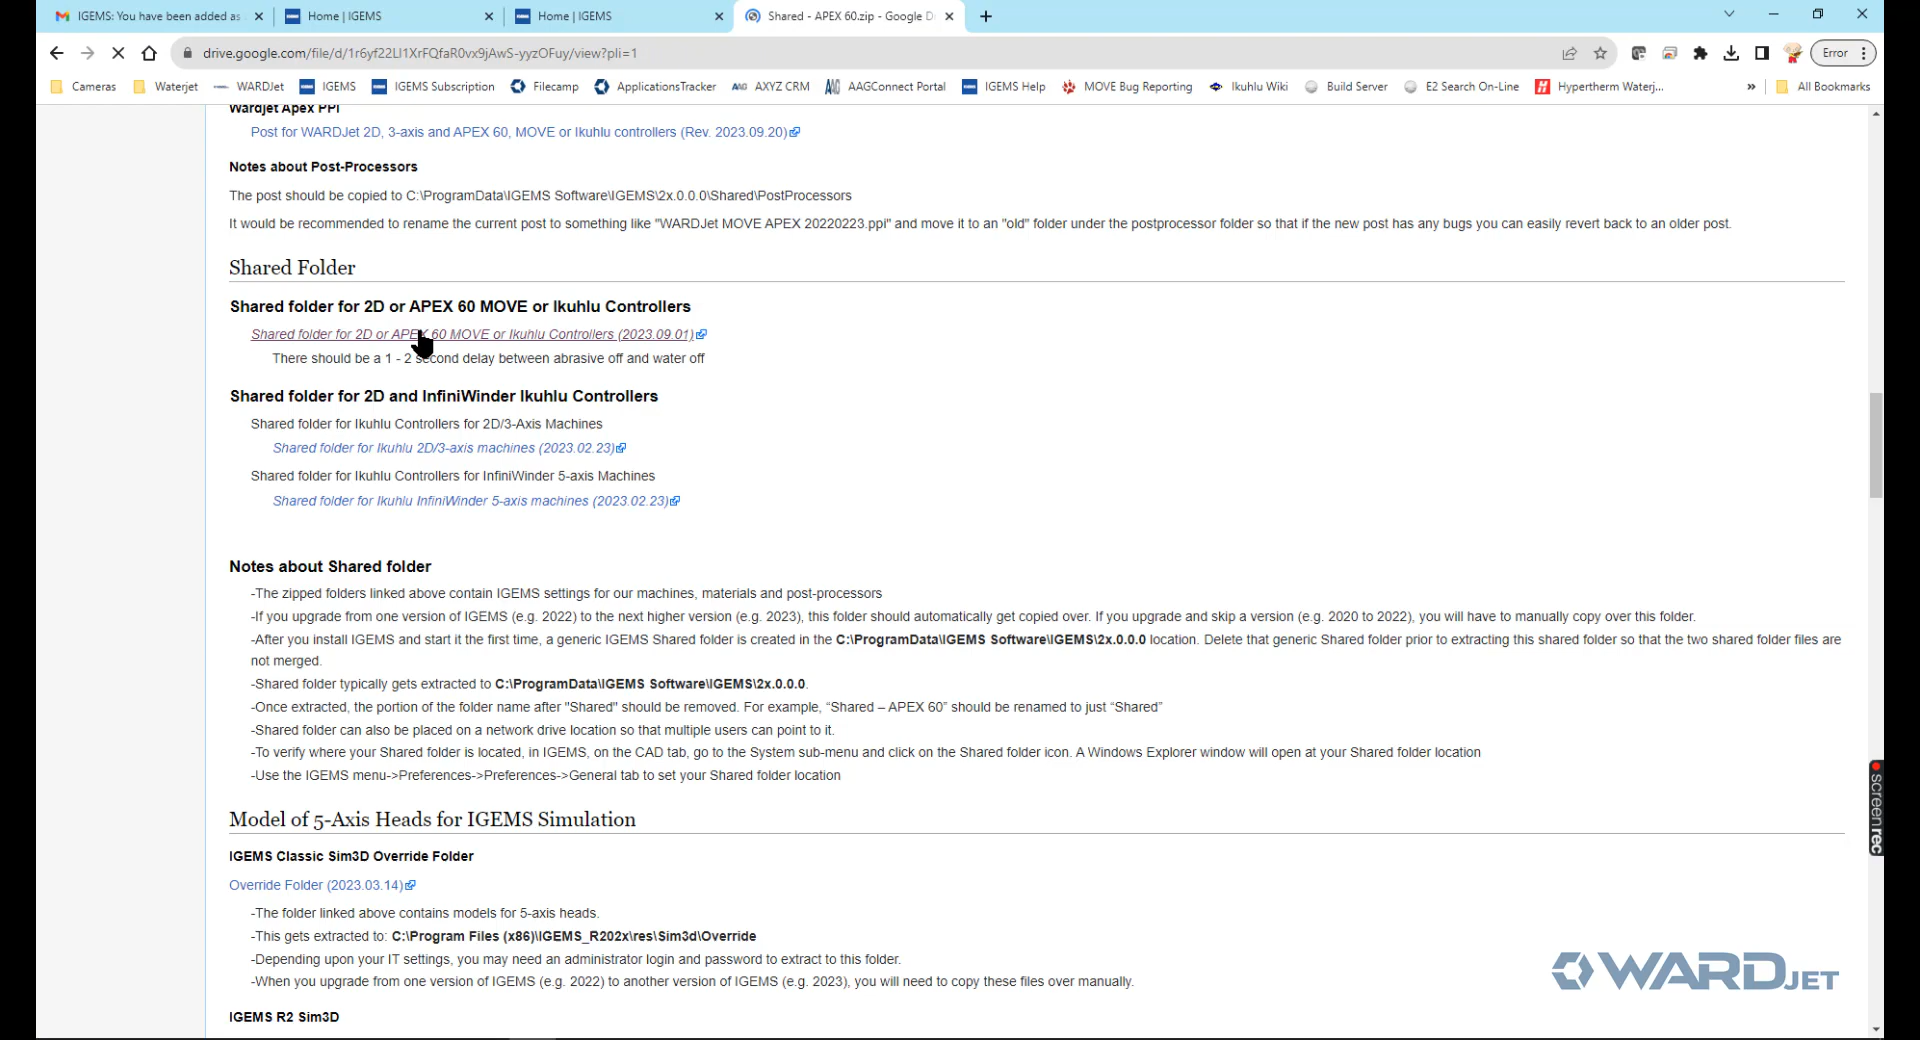 IGEMS: You have been added as
Home | IGEMS
Home | IGEMS
Shared - APEX 60.zip - Google D
drive.google.com/file/d/1r6yf22Ll1XrFQfaR0vx9jAwS-yyzOFuy/view?pli=1
Error
Cameras
Waterjet
WARDJet
IGEMS
IGEMS Subscription
Filecamp
ApplicationsTracker
AXYZ CRM
AAGConnect Portal
IGEMS Help
MOVE Bug Reporting
Ikuhlu Wiki
Build Server
E2 Search On-Line
Hypertherm Waterj...
»
All Bookmarks
Wardjet Apex PPI
Post for WARDJet 2D, 3-axis and APEX 60, MOVE or Ikuhlu controllers (Rev. 2023.09.20)
Notes about Post-Processors
The post should be copied to C:\ProgramData\IGEMS Software\IGEMS\2x.0.0.0\Shared\PostProcessors
It would be recommended to rename the current post to something like "WARDJet MOVE APEX 20220223.ppi" and move it to an "old" folder under the postprocessor folder so that if the new post has any bugs you can easily revert back to an older post.
Shared Folder
Shared folder for 2D or APEX 60 MOVE or Ikuhlu Controllers
Shared folder for 2D or APEX 60 MOVE or Ikuhlu Controllers (2023.09.01)
There should be a 1 - 2 second delay between abrasive off and water off
Shared folder for 2D and InfiniWinder Ikuhlu Controllers
Shared folder for Ikuhlu Controllers for 2D/3-Axis Machines
Shared folder for Ikuhlu 2D/3-axis machines (2023.02.23)
Shared folder for Ikuhlu Controllers for InfiniWinder 5-axis Machines
Shared folder for Ikuhlu InfiniWinder 5-axis machines (2023.02.23)
Notes about Shared folder
-The zipped folders linked above contain IGEMS settings for our machines, materials and post-processors
-If you upgrade from one version of IGEMS (e.g. 2022) to the next higher version (e.g. 2023), this folder should automatically get copied over. If you upgrade and skip a version (e.g. 2020 to 2022), you will have to manually copy over this folder.
-After you install IGEMS and start it the first time, a generic IGEMS Shared folder is created in the C:\ProgramData\IGEMS Software\IGEMS\2x.0.0.0 location. Delete that generic Shared folder prior to extracting this shared folder so that the two shared folder files are
not merged.
-Shared folder typically gets extracted to C:\ProgramData\IGEMS Software\IGEMS\2x.0.0.0.
-Once extracted, the portion of the folder name after "Shared" should be removed. For example, “Shared – APEX 60” should be renamed to just “Shared”
-Shared folder can also be placed on a network drive location so that multiple users can point to it.
-To verify where your Shared folder is located, in IGEMS, on the CAD tab, go to the System sub-menu and click on the Shared folder icon. A Windows Explorer window will open at your Shared folder location
-Use the IGEMS menu->Preferences->Preferences->General tab to set your Shared folder location
Model of 5-Axis Heads for IGEMS Simulation
IGEMS Classic Sim3D Override Folder
Override Folder (2023.03.14)
-The folder linked above contains models for 5-axis heads.
-This gets extracted to: C:\Program Files (x86)\IGEMS_R202x\res\Sim3d\Override
-Depending upon your IT settings, you may need an administrator login and password to extract to this folder.
-When you upgrade from one version of IGEMS (e.g. 2022) to another version of IGEMS (e.g. 2023), you will need to copy these files over manually.
IGEMS R2 Sim3D
WARDJET
screenrec